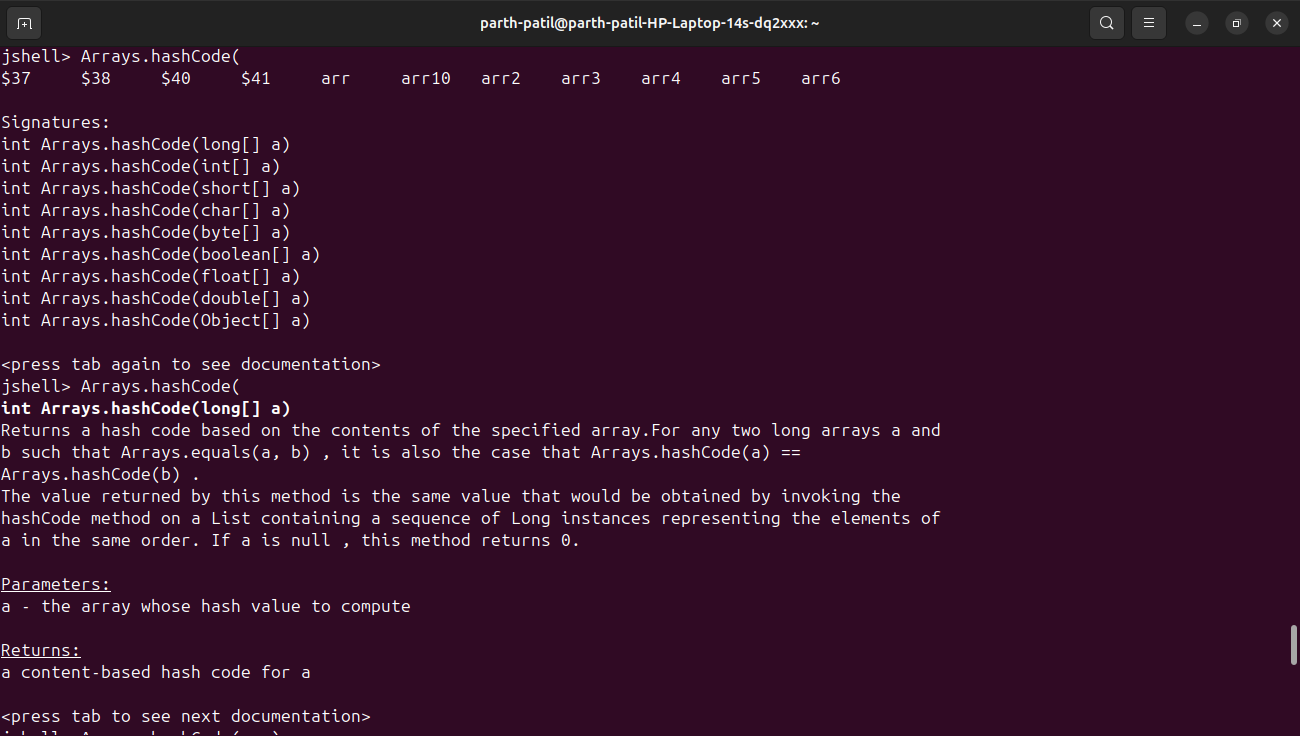 parth-patil@parth-patil-HP-Laptop-14s-dq2xxx: ~
jshell> Arrays.hashCode(
$37     $38     $40     $41     arr     arr10   arr2    arr3    arr4    arr5    arr6
Signatures:
int Arrays.hashCode(long[] a)
int Arrays.hashCode(int[] a)
int Arrays.hashCode(short[] a)
int Arrays.hashCode(char[] a)
int Arrays.hashCode(byte[] a)
int Arrays.hashCode(boolean[] a)
int Arrays.hashCode(float[] a)
int Arrays.hashCode(double[] a)
int Arrays.hashCode(Object[] a)
<press tab again to see documentation>
jshell> Arrays.hashCode(
int Arrays.hashCode(long[] a)
Returns a hash code based on the contents of the specified array.For any two long arrays a and
b such that Arrays.equals(a, b) , it is also the case that Arrays.hashCode(a) ==
Arrays.hashCode(b) .
The value returned by this method is the same value that would be obtained by invoking the
hashCode method on a List containing a sequence of Long instances representing the elements of
a in the same order. If a is null , this method returns 0.
Parameters:
a - the array whose hash value to compute
Returns:
a content-based hash code for a
<press tab to see next documentation>